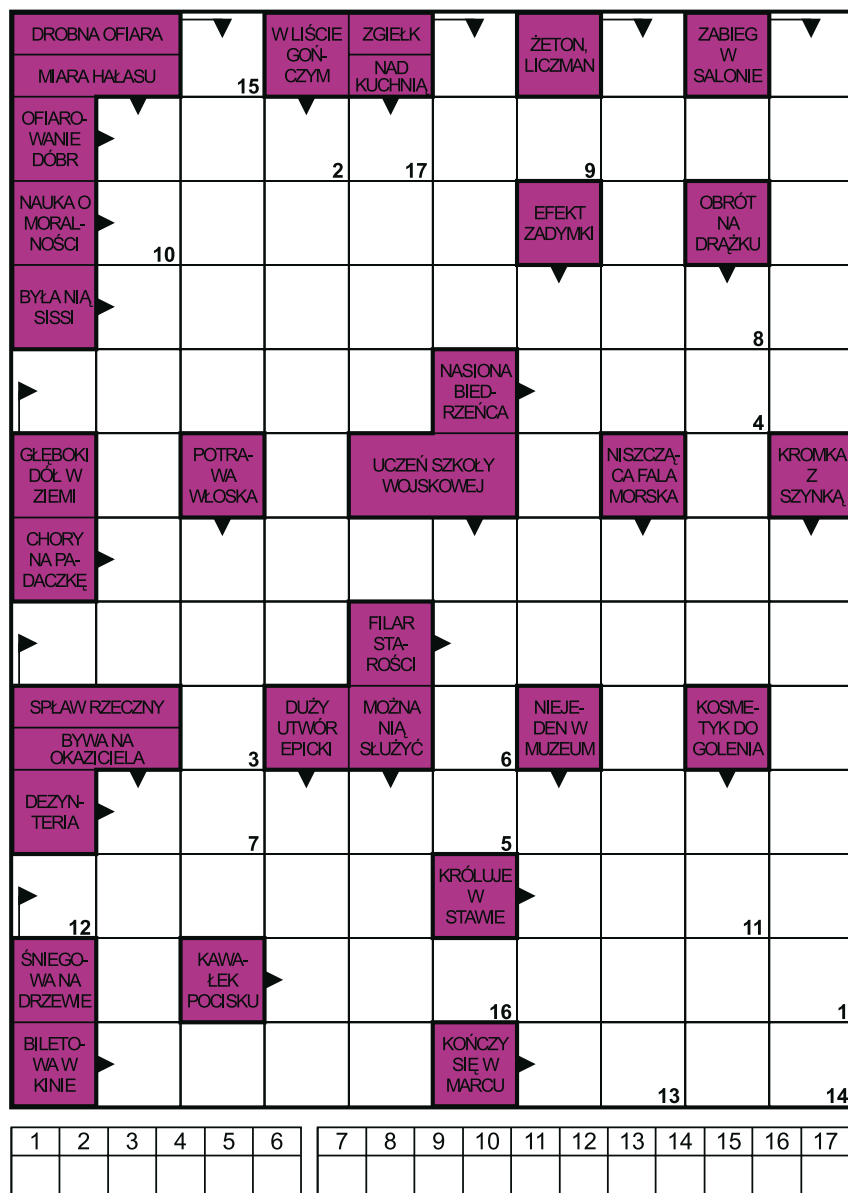 DROBNA OFIARA
MIARA HAŁASU
15
W LIŚCIE
GOŃ-
CZYM
ZGIEŁK
NAD
KUCHNIĄ
ŻETON,
LICZMAN
ZABIEG
W
SALONIE
OFIARO-
WANIE
DÓBR
2
17
9
NAUKA O
MORAL-
NOŚCI
10
EFEKT
ZADYMKI
OBRÓT
NA
DRĄŻKU
BYŁA NIĄ
SISSI
8
NASIONA
BIED-
RZEŃCA
4
GŁĘBOKI
DÓŁ W
ZIEMI
POTRA-
WA
WŁOSKA
UCZEŃ SZKOŁY
WOJSKOWEJ
NISZCZĄ-
CA FALA
MORSKA
KROMKA
Z
SZYNKĄ
CHORY
NA PA-
DACZKĘ
FILAR
STA-
ROŚCI
SPŁAW RZECZNY
BYWA NA
OKAZICIELA
3
DUŻY
UTWÓR
EPICKI
MOŻNA
NIĄ
SŁUŻYĆ
6
NIEJE-
DEN W
MUZEUM
KOSME-
TYK DO
GOLENIA
DEZYN-
TERIA
7
5
12
KRÓLUJE
W
STAWIE
11
ŚNIEGO-
WA NA
DRZEWIE
KAWA-
ŁEK
POCISKU
16
1
BILETO-
WA W
KINIE
KOŃCZY
SIĘ W
MARCU
13
14
1 2 3 4 5 6 7 8 9 10 11 12 13 14 15 16 17